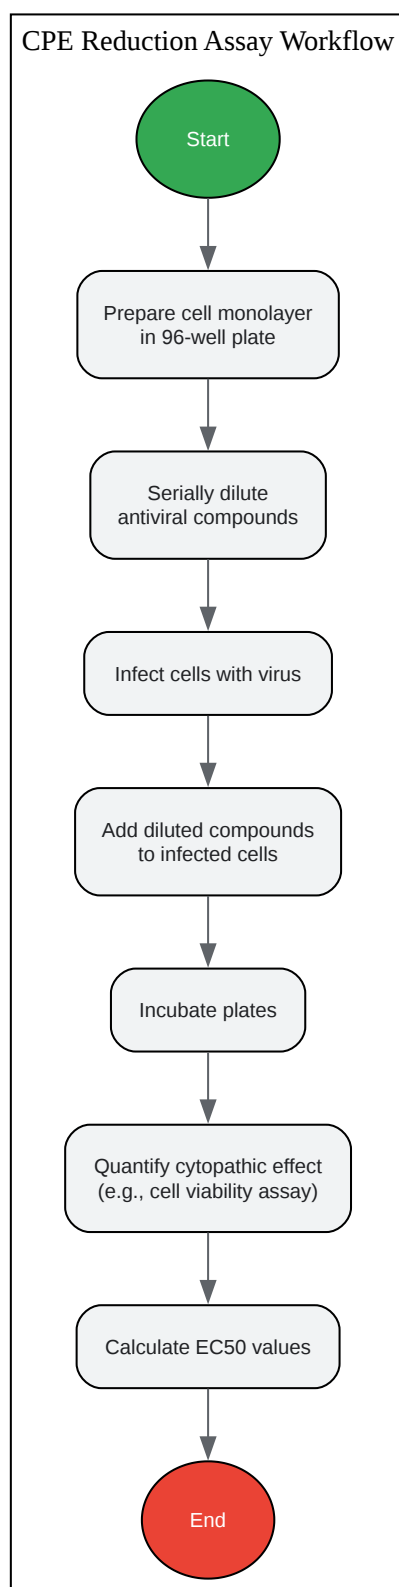 CPE Reduction Assay Workflow
Start
Prepare cell monolayer
in 96-well plate
Serially dilute
antiviral compounds
Infect cells with virus
Add diluted compounds
to infected cells
Incubate plates
Quantify cytopathic effect
(e.g., cell viability assay)
Calculate EC50 values
End